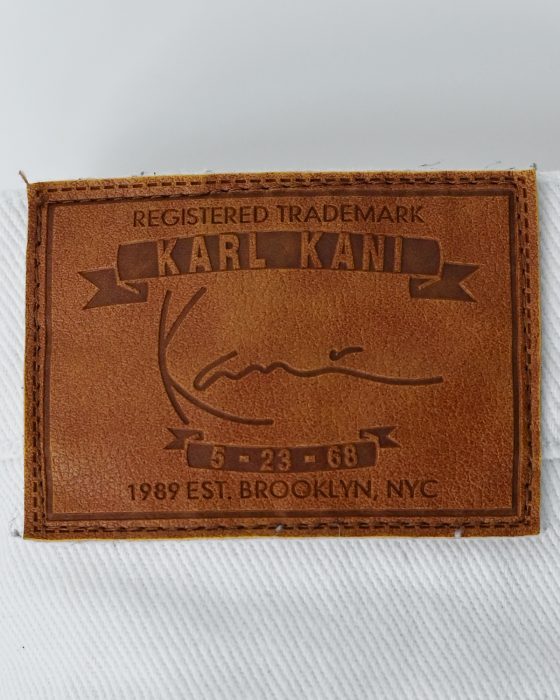 REGISTERED TRADEMARK
KARL KANI
Kani
5 - 23 - 68
1989 EST. BROOKLYN, NYC